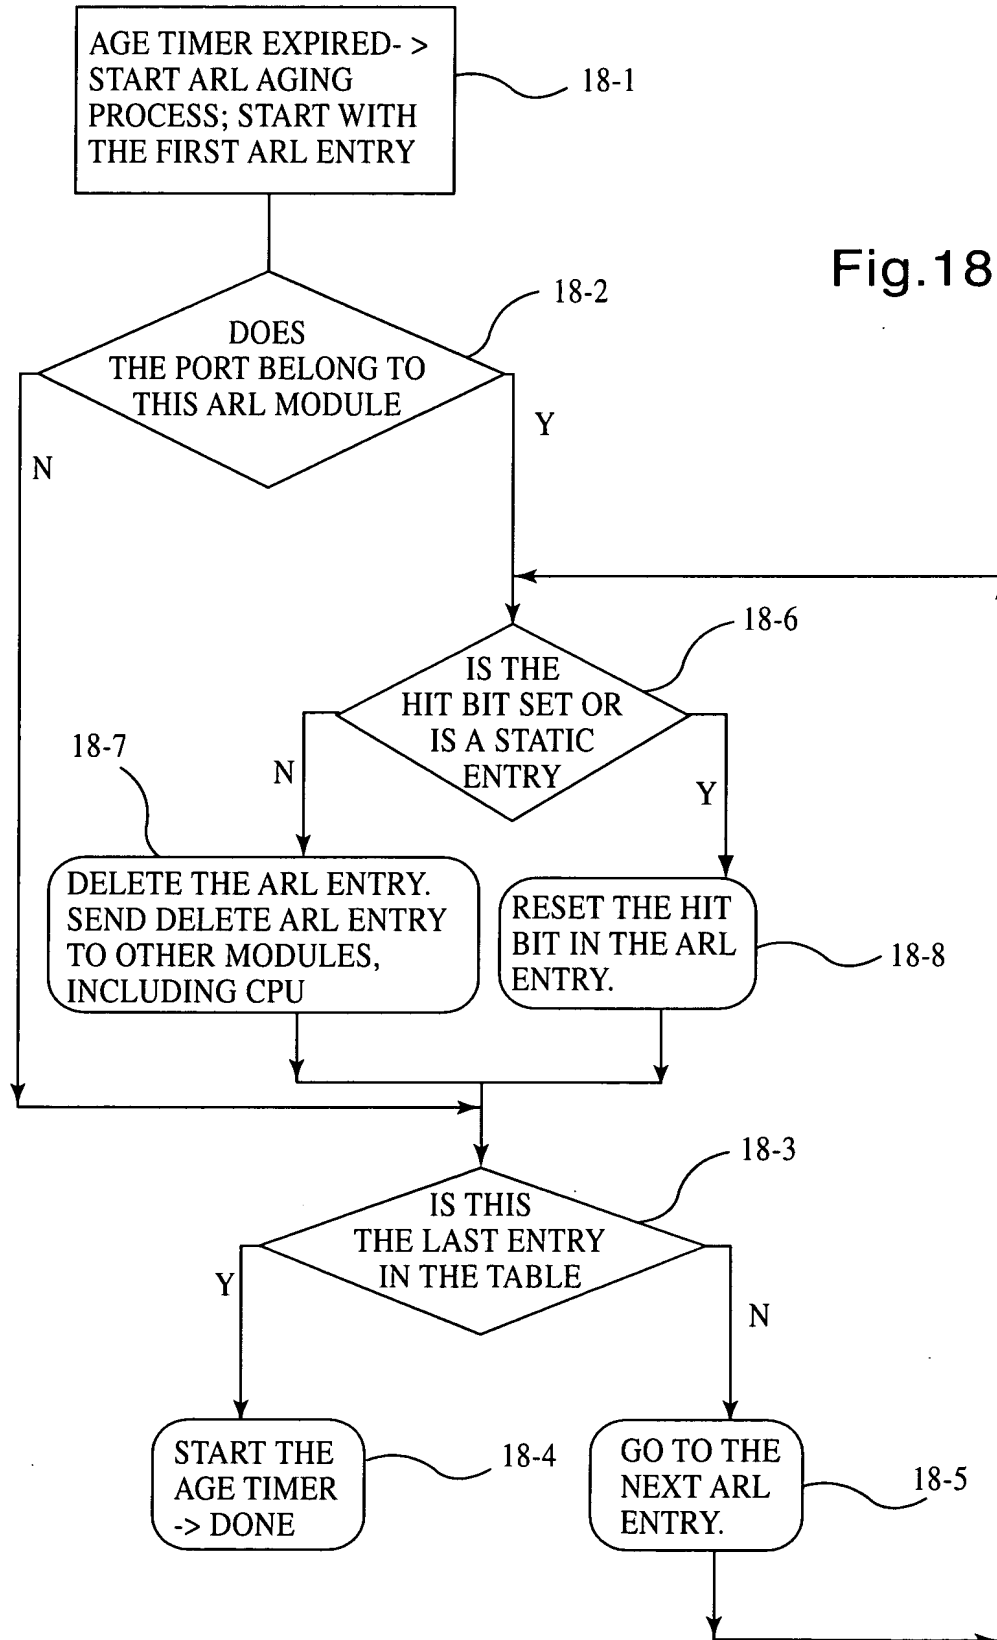 AGE TIMER EXPIRED- >
START ARL AGING
PROCESS; START WITH
THE FIRST ARL ENTRY
18-1
Fig.18
18-2
DOES
THE PORT BELONG TO
THIS ARL MODULE
Y
N
18-6
IS THE
HIT BIT SET OR
IS A STATIC
ENTRY
18-7
N
Y
DELETE THE ARL ENTRY.
SEND DELETE ARL ENTRY
TO OTHER MODULES,
INCLUDING CPU
RESET THE HIT
BIT IN THE ARL
ENTRY.
18-8
18-3
IS THIS
THE LAST ENTRY
IN THE TABLE
Y
N
START THE
AGE TIMER
-> DONE
18-4
GO TO THE
NEXT ARL
ENTRY.
18-5